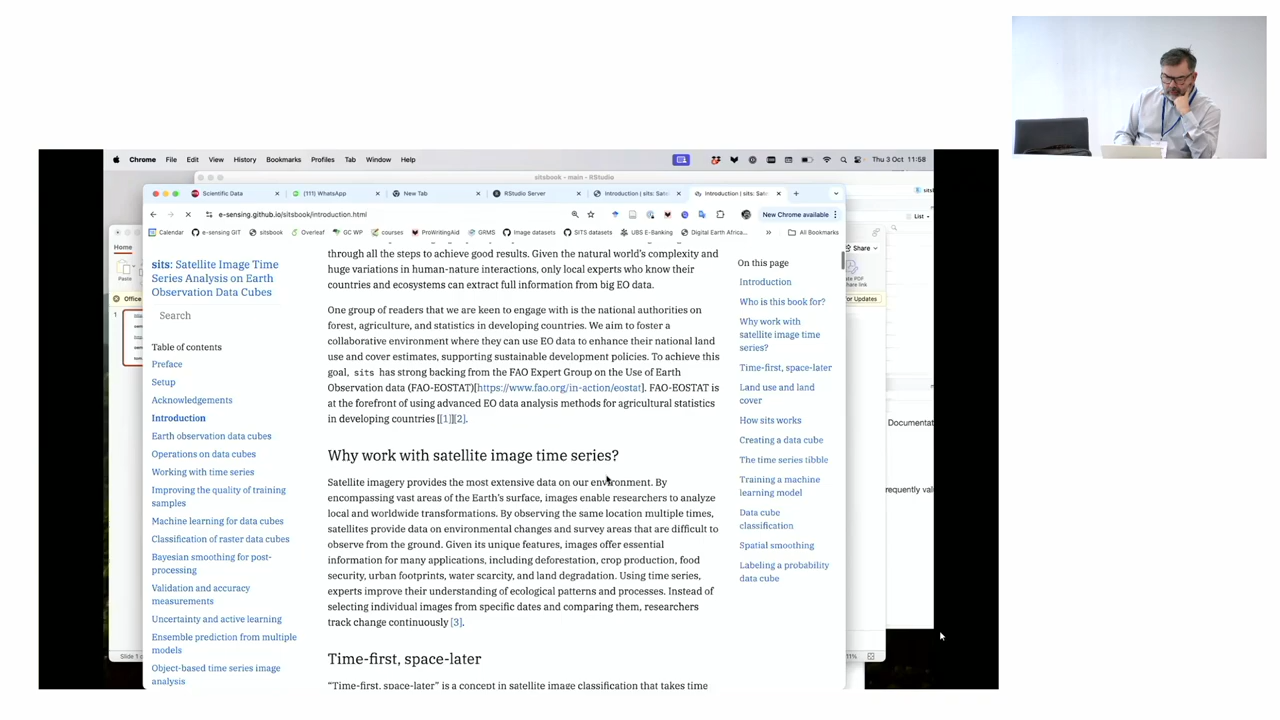 Chrome File Edit View History Bookmarks Profiles Tab Window Help Thu 3 Oct 11:58
sitsbook - main - RStudio
Scientific Data (111) WhatsApp New Tab RStudio Server Introduction | sits: Sate Introduction | sits: Sate
e-sensing.github.io/sitsbook/introduction.html New Chrome available
Calendar e-sensing GIT sitsbook Overleaf GC WP courses ProWritingAid GRMS Image datasets SITS datasets UBS E-Banking Digital Earth Africa... All Bookmarks
Home
Paste
Office
1
Slide 1
List
Share
for Updates
Documentat
requently val
11%
sits: Satellite Image Time
Series Analysis on Earth
Observation Data Cubes
Search
Table of contents
Preface
Setup
Acknowledgements
Introduction
Earth observation data cubes
Operations on data cubes
Working with time series
Improving the quality of training
samples
Machine learning for data cubes
Classification of raster data cubes
Bayesian smoothing for post-
processing
Validation and accuracy
measurements
Uncertainty and active learning
Ensemble prediction from multiple
models
Object-based time series image
analysis
through all the steps to achieve good results. Given the natural world's complexity and
huge variations in human-nature interactions, only local experts who know their
countries and ecosystems can extract full information from big EO data.
One group of readers that we are keen to engage with is the national authorities on
forest, agriculture, and statistics in developing countries. We aim to foster a
collaborative environment where they can use EO data to enhance their national land
use and cover estimates, supporting sustainable development policies. To achieve this
goal, sits has strong backing from the FAO Expert Group on the Use of Earth
Observation data (FAO-EOSTAT)[https://www.fao.org/in-action/eostat]. FAO-EOSTAT is
at the forefront of using advanced EO data analysis methods for agricultural statistics
in developing countries [[1]][2].
Why work with satellite image time series?
Satellite imagery provides the most extensive data on our environment. By
encompassing vast areas of the Earth's surface, images enable researchers to analyze
local and worldwide transformations. By observing the same location multiple times,
satellites provide data on environmental changes and survey areas that are difficult to
observe from the ground. Given its unique features, images offer essential
information for many applications, including deforestation, crop production, food
security, urban footprints, water scarcity, and land degradation. Using time series,
experts improve their understanding of ecological patterns and processes. Instead of
selecting individual images from specific dates and comparing them, researchers
track change continuously [3].
Time-first, space-later
“Time-first, space-later” is a concept in satellite image classification that takes time
On this page
Introduction
Who is this book for?
Why work with
satellite image time
series?
Time-first, space-later
Land use and land
cover
How sits works
Creating a data cube
The time series tibble
Training a machine
learning model
Data cube
classification
Spatial smoothing
Labeling a probability
data cube